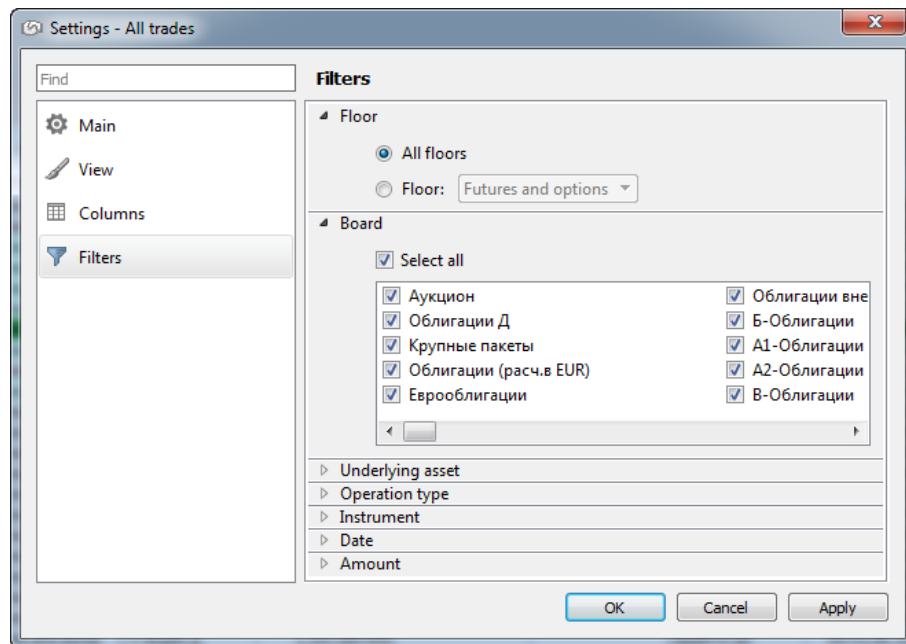 Settings - All trades
Find
Main
View
Columns
Filters
Filters
Floor
All floors
Floor: Futures and options
Board
Select all
Аукцион
Облигации Д
Крупные пакеты
Облигации (расч.в EUR)
Еврооблигации
Облигации вне
Б-Облигации
А1-Облигации
А2-Облигации
В-Облигации
Underlying asset
Operation type
Instrument
Date
Amount
OK Cancel Apply